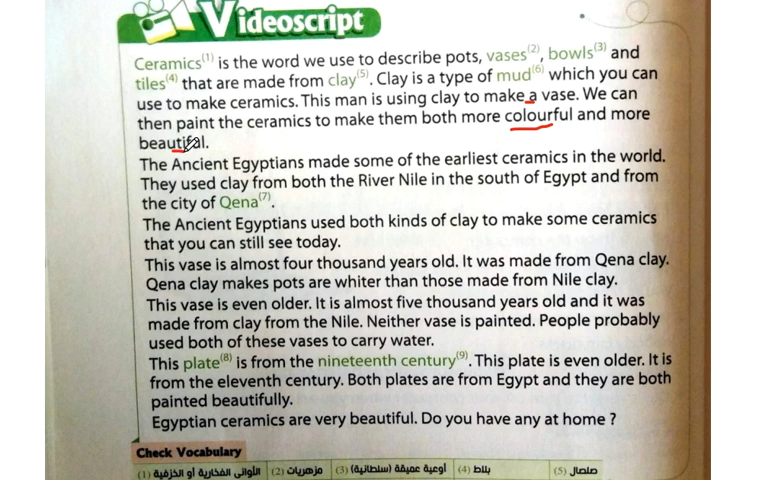 Videoscript
Ceramics(1) is the word we use to describe pots, vases(2), bowls(3) and
tiles(4) that are made from clay(5). Clay is a type of mud(6) which you can
use to make ceramics. This man is using clay to make a vase. We can
then paint the ceramics to make them both more colourful and more
beautiful.
The Ancient Egyptians made some of the earliest ceramics in the world.
They used clay from both the River Nile in the south of Egypt and from
the city of Qena(7).
The Ancient Egyptians used both kinds of clay to make some ceramics
that you can still see today.
This vase is almost four thousand years old. It was made from Qena clay.
Qena clay makes pots are whiter than those made from Nile clay.
This vase is even older. It is almost five thousand years old and it was
made from clay from the Nile. Neither vase is painted. People probably
used both of these vases to carry water.
This plate(8) is from the nineteenth century(9). This plate is even older. It is
from the eleventh century. Both plates are from Egypt and they are both
painted beautifully.
Egyptian ceramics are very beautiful. Do you have any at home ?
Check Vocabulary
(1) الأوانى الفخارية أو الخزفية (2) مزهريات (3) أوعية عميقة (سلطانية) (4) بلاط (5) صلصال